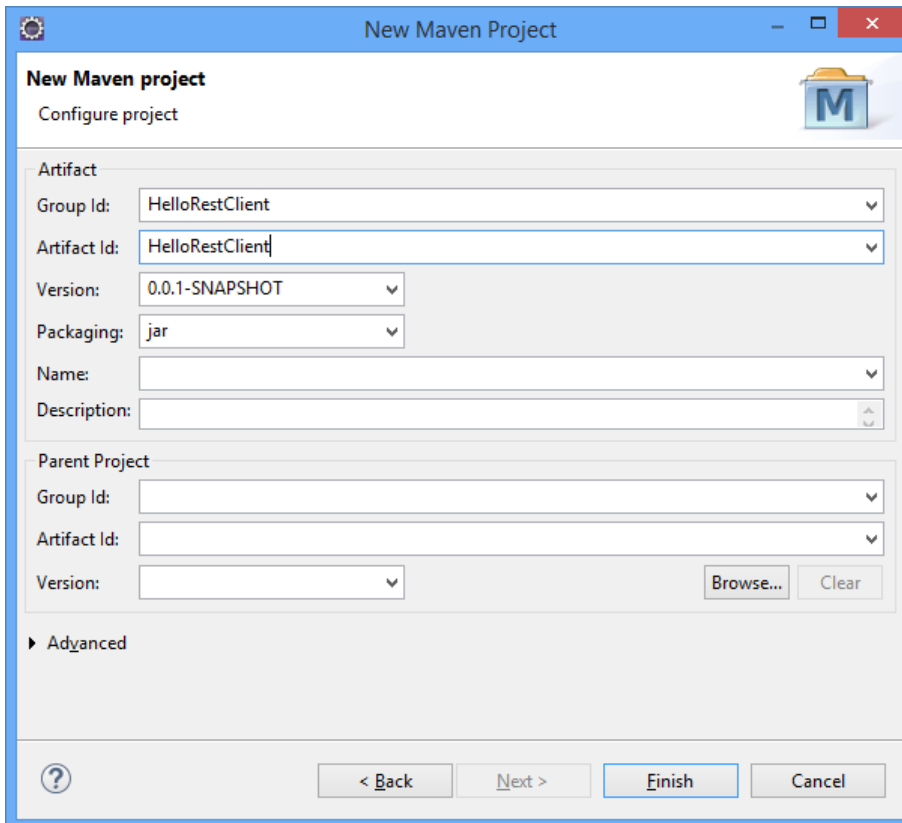 New Maven Project
New Maven project
Configure project
M
Artifact
Group Id: HelloRestClient
Artifact Id: HelloRestClient
Version: 0.0.1-SNAPSHOT
Packaging: jar
Name:
Description:
Parent Project
Group Id:
Artifact Id:
Version: Browse... Clear
Advanced
? < Back Next > Finish Cancel